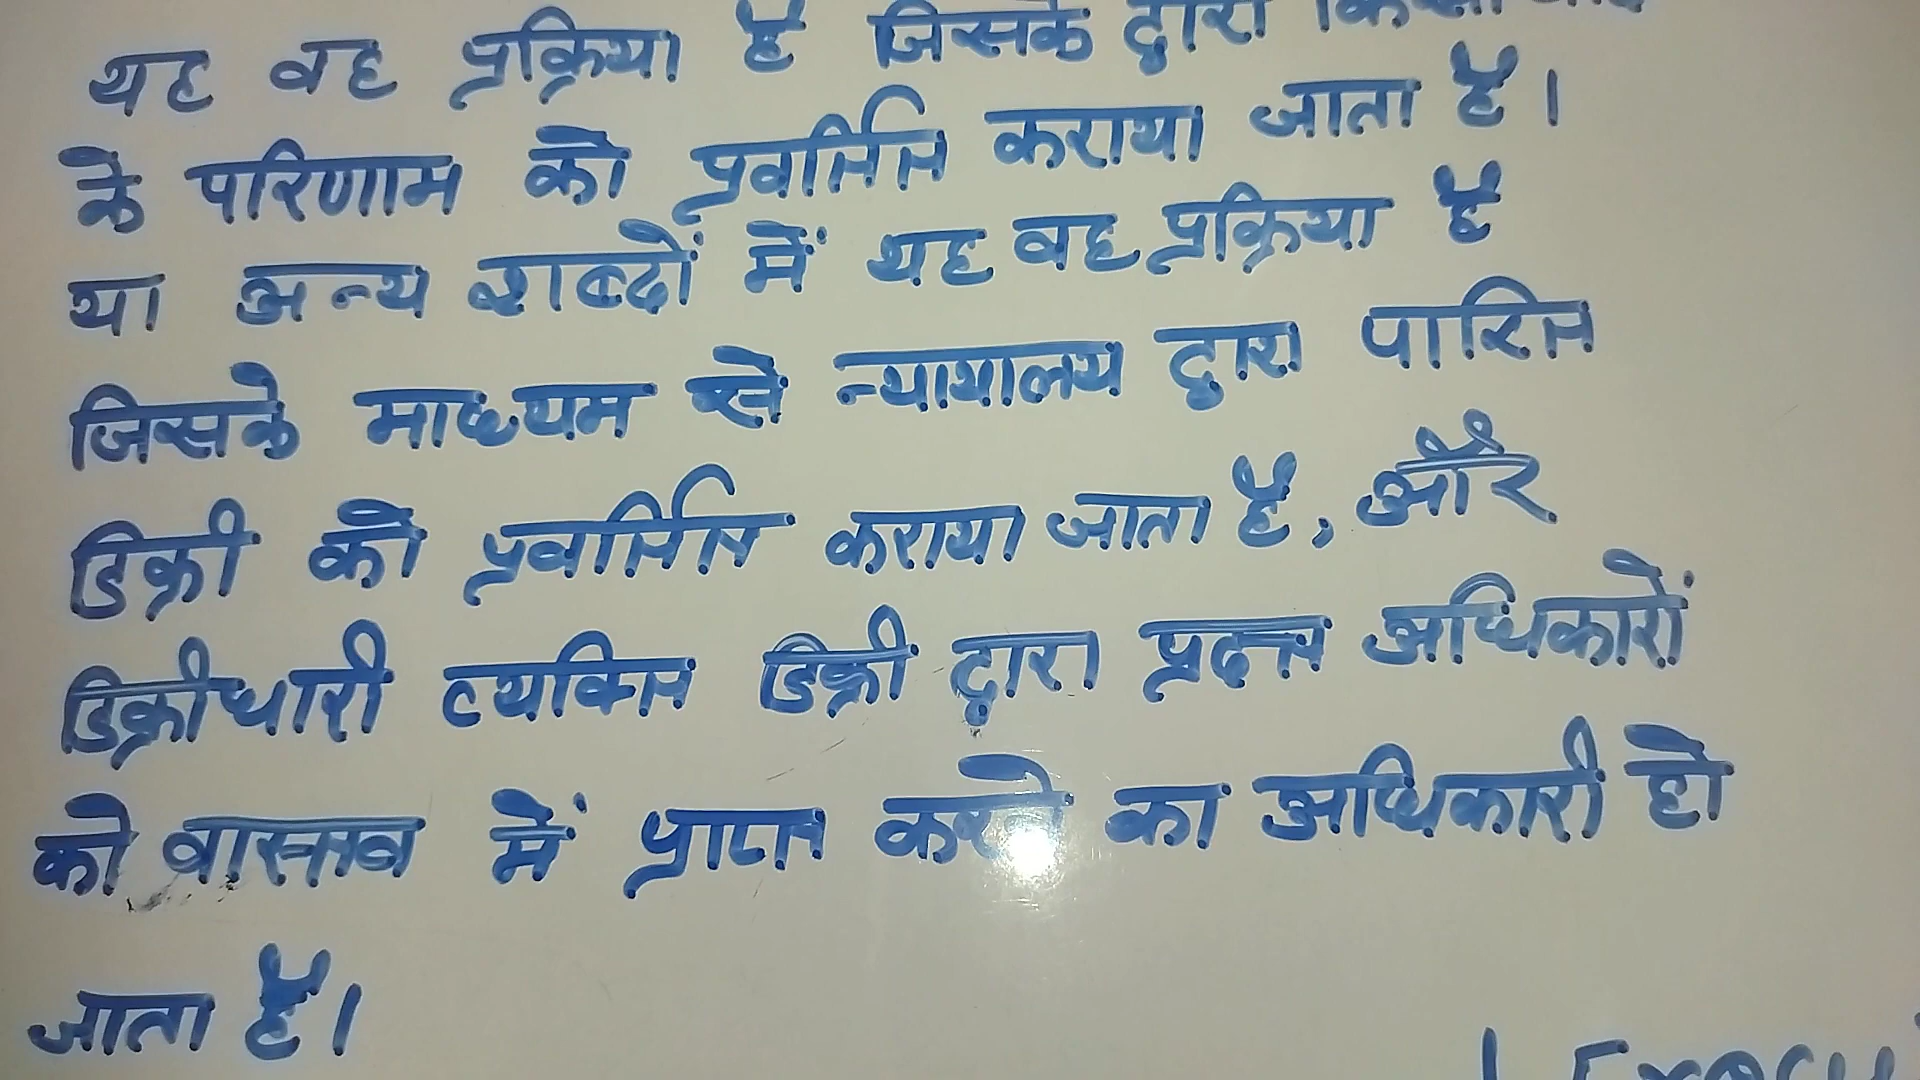 यह वह प्रक्रिया है जिसके द्वारा
के परिणाम को प्रवर्तित कराया जाता है।
या अन्य शब्दों में यह वह प्रक्रिया है
जिसके माध्यम से न्यायालय द्वारा पारित
डिक्री को प्रवर्तित कराया जाता है, और
डिक्रीधारी व्यक्ति डिक्री द्वारा प्रदत्त अधिकारों
को वास्तव में प्राप्त करने का अधिकारी हो
जाता है।